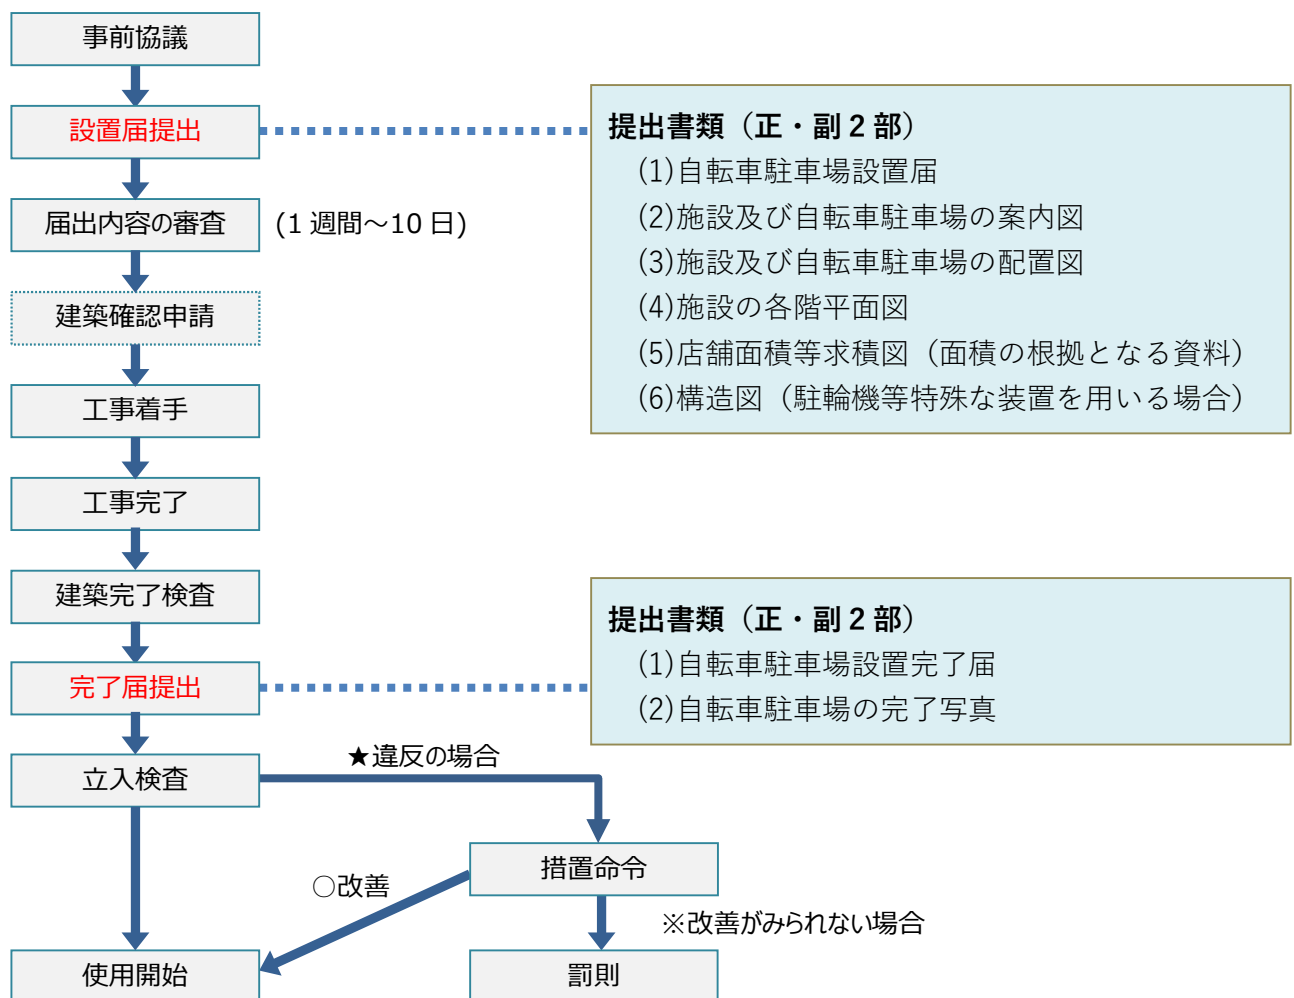 事前協議
設置届提出
提出書類（正・副２部）
(1)自転車駐車場設置届
(2)施設及び自転車駐車場の案内図
(3)施設及び自転車駐車場の配置図
(4)施設の各階平面図
(5)店舗面積等求積図（面積の根拠となる資料）
(6)構造図（駐輪機等特殊な装置を用いる場合）
届出内容の審査
(1 週間～10 日)
建築確認申請
工事着手
工事完了
建築完了検査
完了届提出
提出書類（正・副２部）
(1)自転車駐車場設置完了届
(2)自転車駐車場の完了写真
立入検査
★違反の場合
措置命令
○改善
※改善がみられない場合
使用開始
罰則